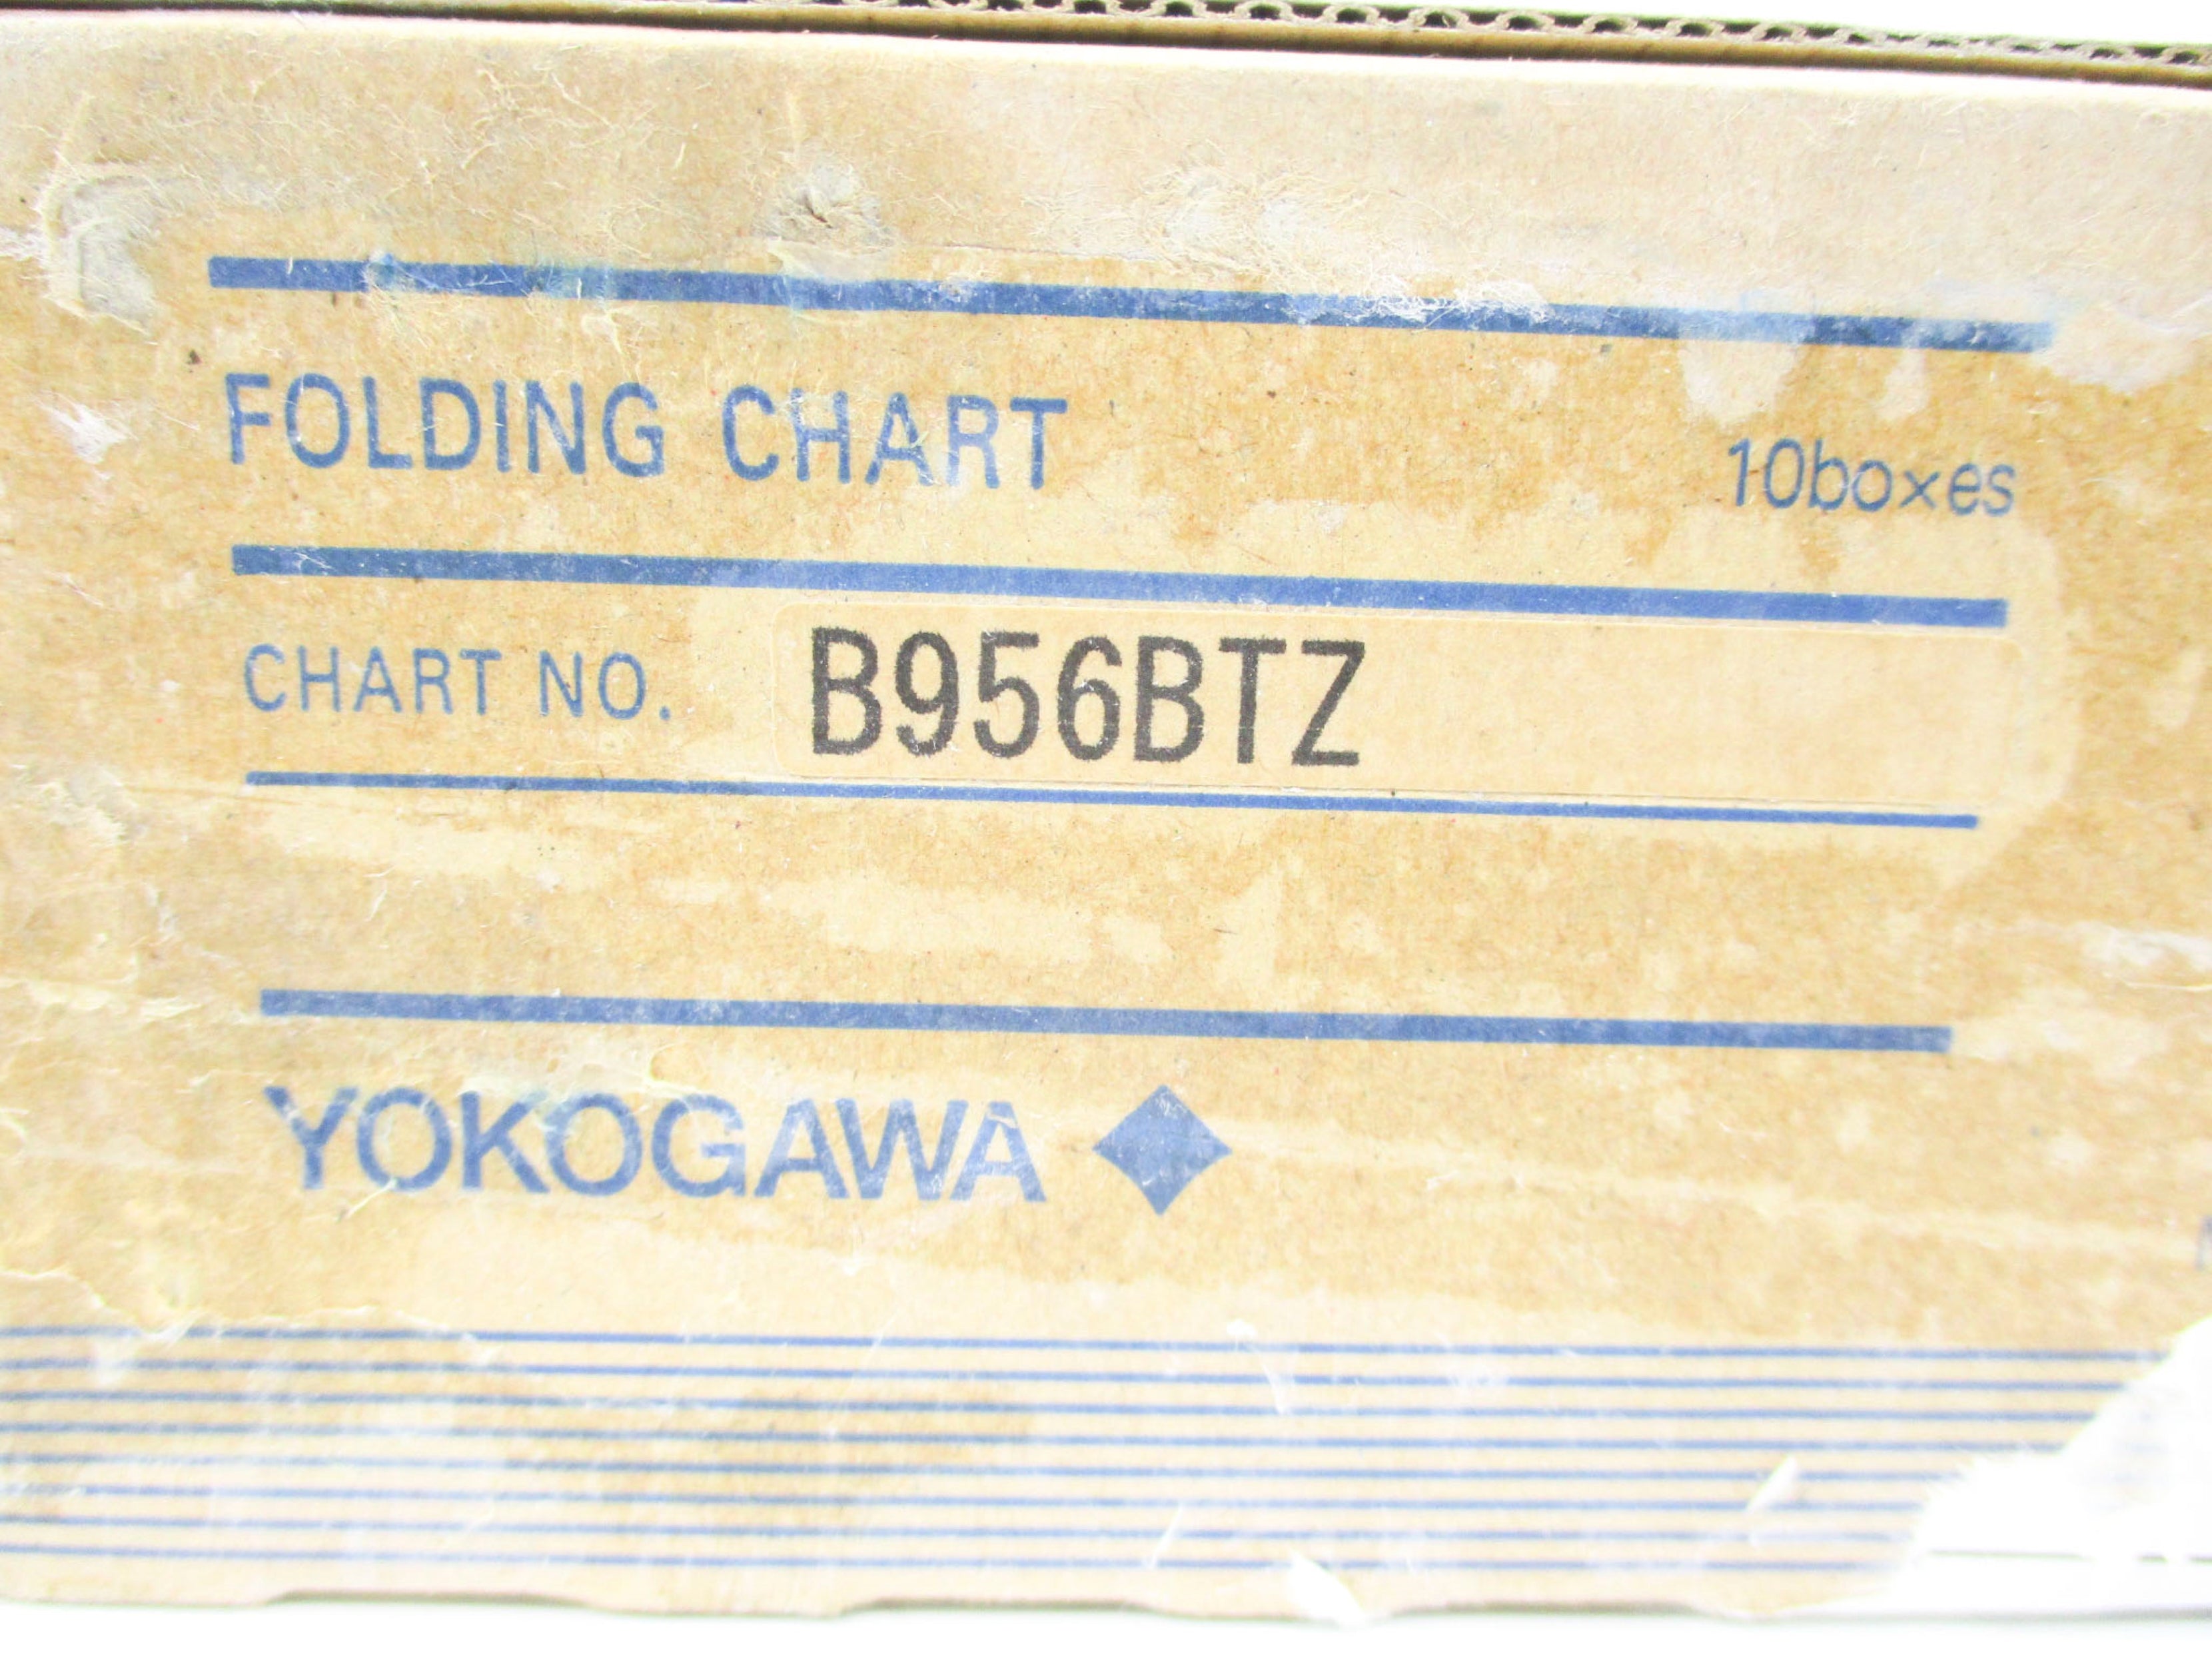 FOLDING CHART 10boxes
CHART NO. B956BTZ
YOKOGAWA